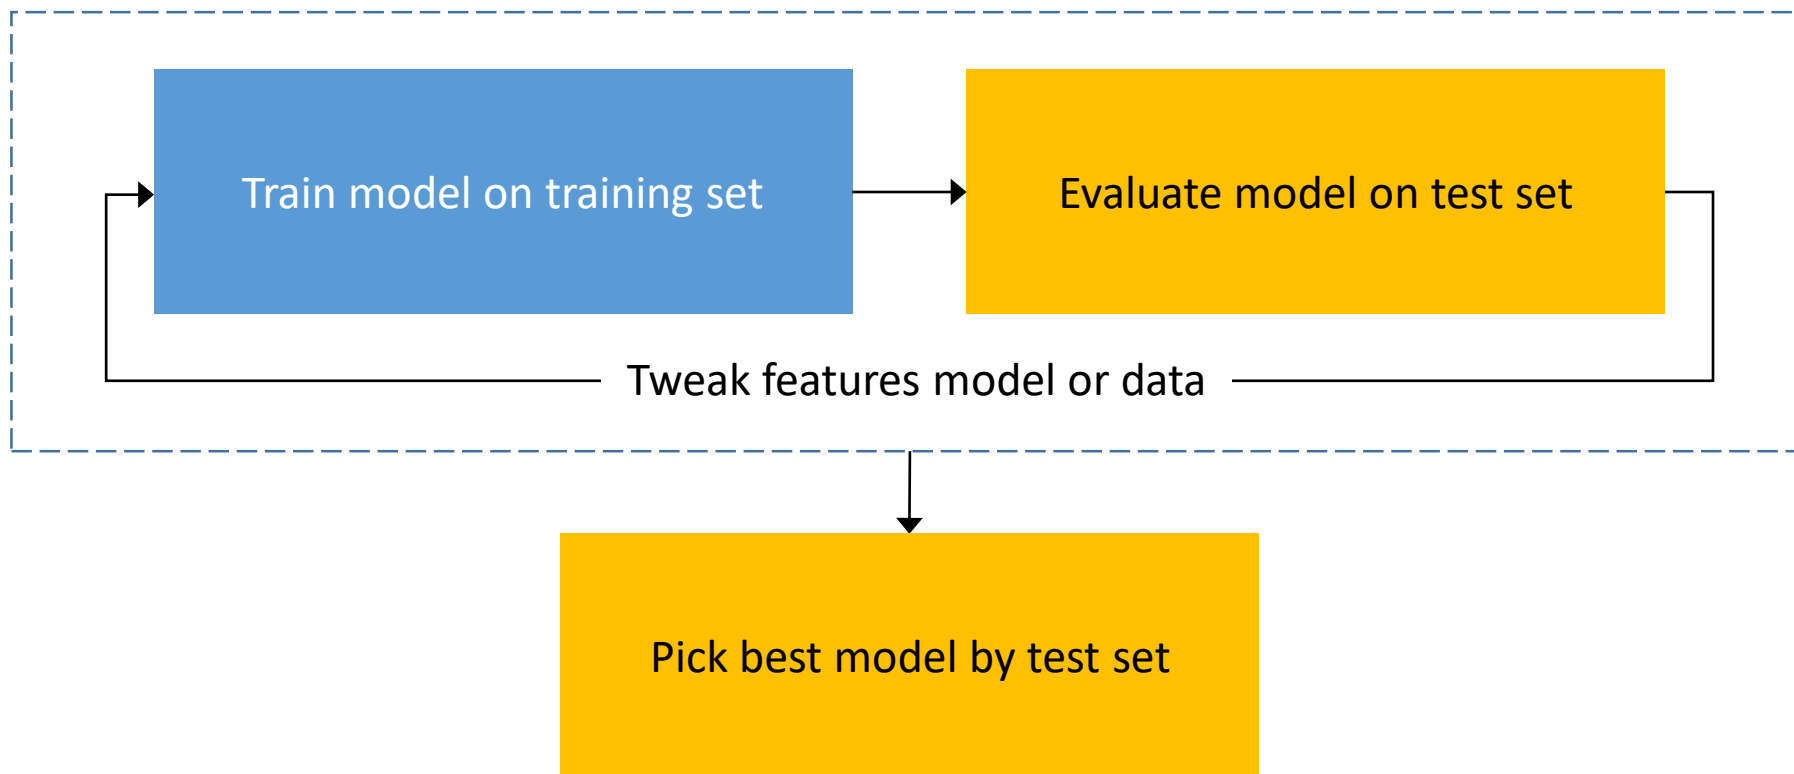 Train model on training set
Evaluate model on test set
Tweak features model or data
Pick best model by test set